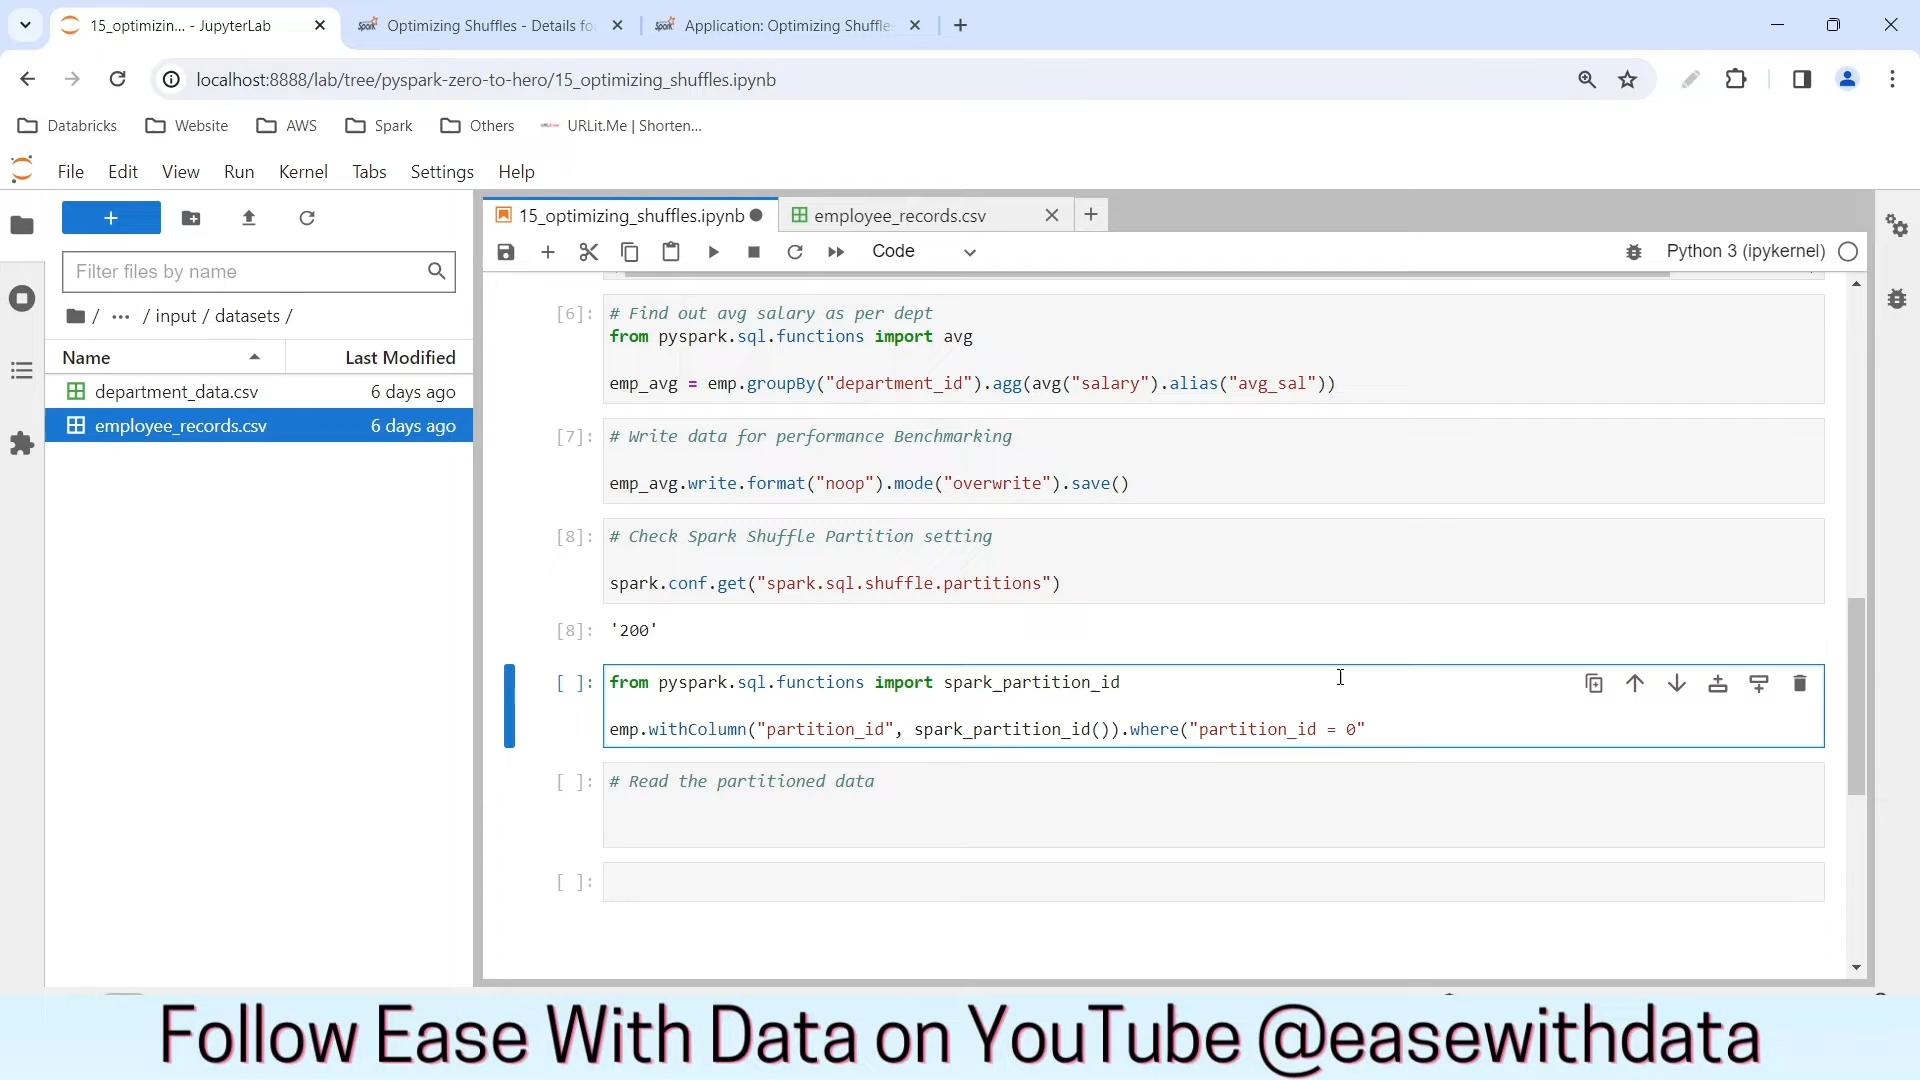 15_optimizin... - JupyterLab
Optimizing Shuffles - Details fo
Application: Optimizing Shuffle
localhost:8888/lab/tree/pyspark-zero-to-hero/15_optimizing_shuffles.ipynb
Databricks
Website
AWS
Spark
Others
URLit.Me | Shorten...
File Edit View Run Kernel Tabs Settings Help
Filter files by name
/ ... / input / datasets /
Name Last Modified
department_data.csv 6 days ago
employee_records.csv 6 days ago
15_optimizing_shuffles.ipynb
employee_records.csv
Code
Python 3 (ipykernel)
[6]: # Find out avg salary as per dept
from pyspark.sql.functions import avg
emp_avg = emp.groupBy("department_id").agg(avg("salary").alias("avg_sal"))
[7]: # Write data for performance Benchmarking
emp_avg.write.format("noop").mode("overwrite").save()
[8]: # Check Spark Shuffle Partition setting
spark.conf.get("spark.sql.shuffle.partitions")
[8]: '200'
[ ]: from pyspark.sql.functions import spark_partition_id
emp.withColumn("partition_id", spark_partition_id()).where("partition_id = 0"
[ ]: # Read the partitioned data
[ ]:
Follow Ease With Data on YouTube @easewithdata